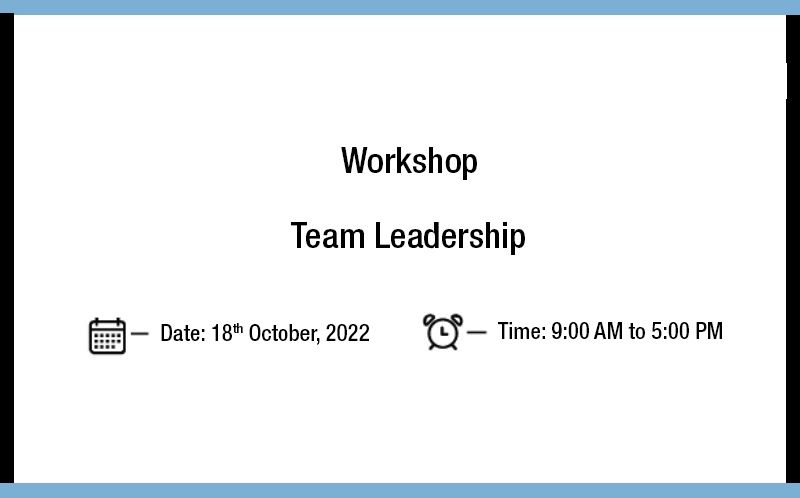 Workshop
Team Leadership
Date: 18th October, 2022
Time: 9:00 AM to 5:00 PM